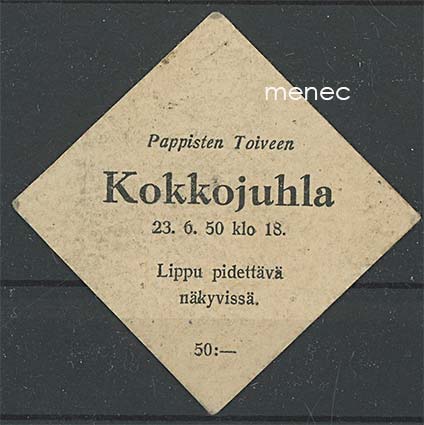 menec
Pappisten Toiveen
Kokkojuhla
23. 6. 50 klo 18.
Lippu pidettävä
näkyvissä.
50:—